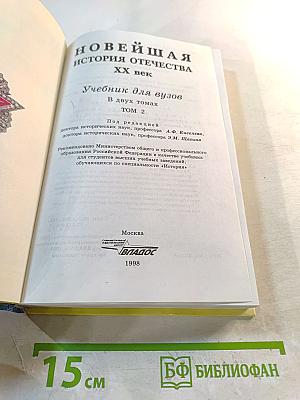 НОВЕЙШАЯ
ИСТОРИЯ ОТЕЧЕСТВА
XX век
Учебник для вузов
В двух томах
ТОМ 2
Под редакцией
доктора исторических наук, профессора А.Ф. Киселева,
доктора исторических наук, профессора Э.М. Щагина
Рекомендовано Министерством общего и профессионального
образования Российской Федерации в качестве учебника
для студентов высших учебных заведений,
обучающихся по специальности «История»
Москва
ВЛАДОС
1998
15 см
БФ БИБЛИОФАН